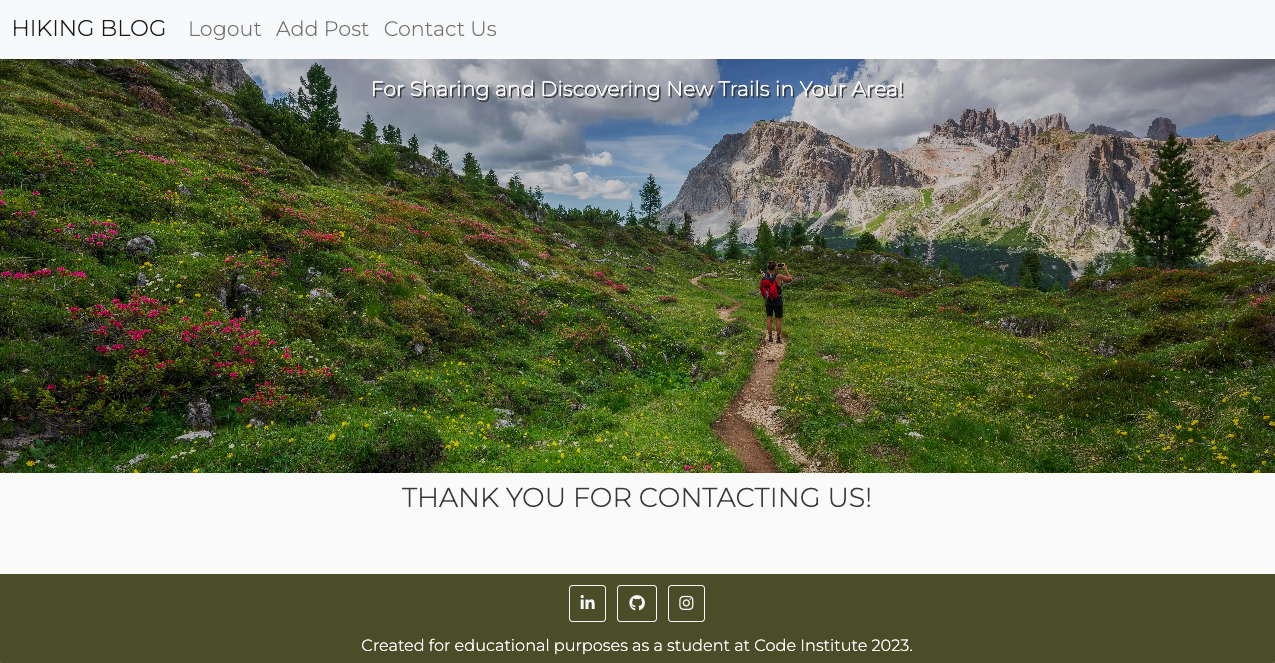 HIKING BLOG Logout Add Post Contact Us
For Sharing and Discovering New Trails in Your Area!
THANK YOU FOR CONTACTING US!
in
Created for educational purposes as a student at Code Institute 2023.